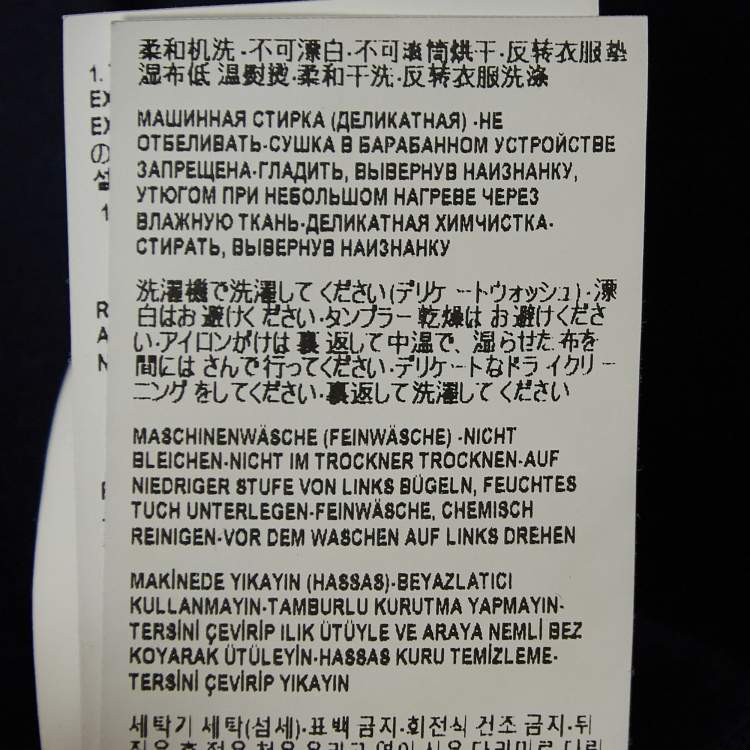 柔和机洗·不可漂白·不可滚筒烘干·反转衣服垫
湿布低 温熨烫·柔和干洗·反转衣服洗涤
МАШИННАЯ СТИРКА (ДЕЛИКАТНАЯ) ·НЕ
ОТБЕЛИВАТЬ·СУШКА В БАРАБАННОМ УСТРОЙСТВЕ
ЗАПРЕЩЕНА·ГЛАДИТЬ, ВЫВЕРНУВ НАИЗНАНКУ,
УТЮГОМ ПРИ НЕБОЛЬШОМ НАГРЕВЕ ЧЕРЕЗ
ВЛАЖНУЮ ТКАНЬ·ДЕЛИКАТНАЯ ХИМЧИСТКА·
СТИРАТЬ, ВЫВЕРНУВ НАИЗНАНКУ
洗濯機で洗濯してください(デリケートウォッシュ)·漂
白はお避けください·タンブラー乾燥はお避けくださ
い·アイロンがけは裏返して中温で、湿らせた布を
間にはさんで行ってください·デリケートなドライクリー
ニングをしてください·裏返して洗濯してください
MASCHINENWÄSCHE (FEINWÄSCHE) ·NICHT
BLEICHEN·NICHT IM TROCKNER TROCKNEN·AUF
NIEDRIGER STUFE VON LINKS BÜGELN, FEUCHTES
TUCH UNTERLEGEN·FEINWÄSCHE, CHEMISCH
REINIGEN·VOR DEM WASCHEN AUF LINKS DREHEN
MAKİNEDE YIKAYIN (HASSAS)·BEYAZLATICI
KULLANMAYIN·TAMBURLU KURUTMA YAPMAYIN·
TERSİNİ ÇEVİRİP ILIK ÜTÜYLE VE ARAYA NEMLİ BEZ
KOYARAK ÜTÜLEYİN·HASSAS KURU TEMİZLEME·
TERSİNİ ÇEVİRİP YIKAYIN
세탁기 세탁(섬세)·표백 금지·회전식 건조 금지·뒤